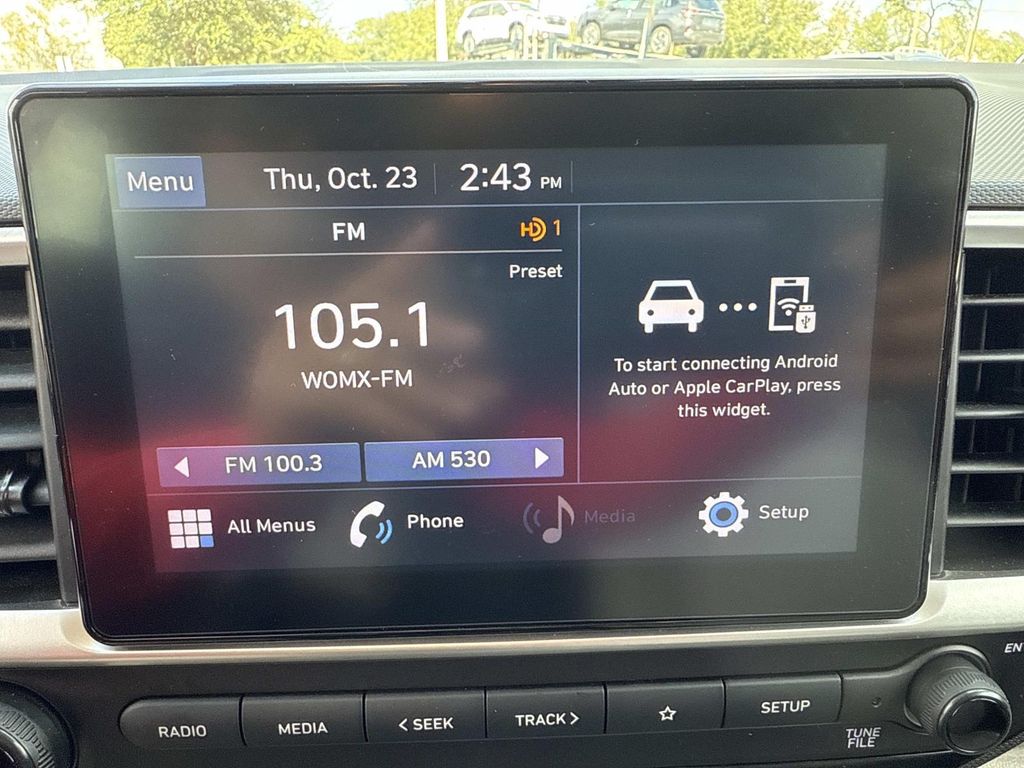 Menu Thu, Oct. 23 2:43 PM
FM HD 1
Preset
105.1
WOMX-FM
FM 100.3 AM 530
To start connecting Android
Auto or Apple CarPlay, press
this widget.
All Menus Phone Media Setup
RADIO MEDIA < SEEK TRACK > SETUP
TUNE
FILE
EN